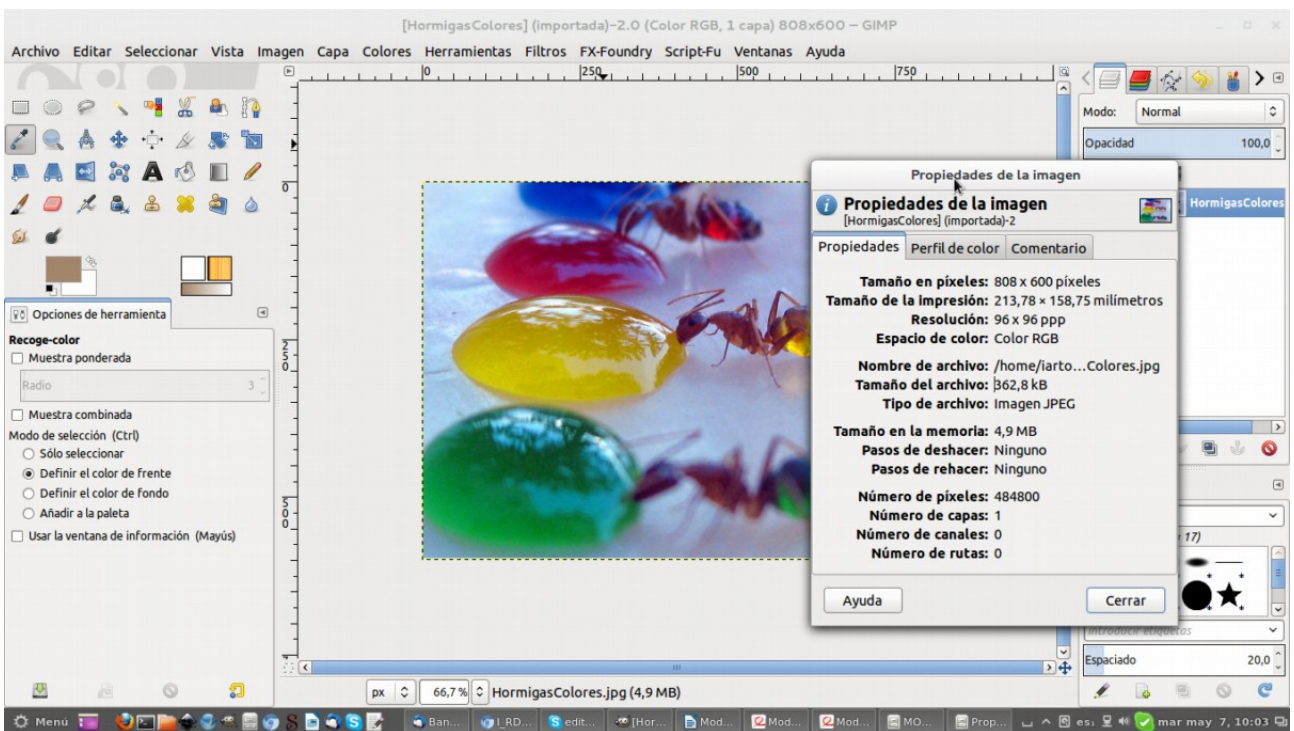 [HormigasColores] (importada)-2.0 (Color RGB, 1 capa) 808x600 – GIMP
Archivo Editar Seleccionar Vista Imagen Capa Colores Herramientas Filtros FX-Foundry Script-Fu Ventanas Ayuda
0 250 500 750
0
250
500
Modo: Normal
Opacidad 100,0
HormigasColores
Opciones de herramienta
Recoge-color
Muestra ponderada
Radio 3
Muestra combinada
Modo de selección (Ctrl)
Sólo seleccionar
Definir el color de frente
Definir el color de fondo
Añadir a la paleta
Usar la ventana de información (Mayús)
Propiedades de la imagen
Propiedades de la imagen
[HormigasColores] (importada)-2
Propiedades Perfil de color Comentario
Tamaño en píxeles: 808 x 600 píxeles
Tamaño de la impresión: 213,78 × 158,75 milímetros
Resolución: 96 x 96 ppp
Espacio de color: Color RGB
Nombre de archivo: /home/iarto...Colores.jpg
Tamaño del archivo: 362,8 kB
Tipo de archivo: Imagen JPEG
Tamaño en la memoria: 4,9 MB
Pasos de deshacer: Ninguno
Pasos de rehacer: Ninguno
Número de píxeles: 484800
Número de capas: 1
Número de canales: 0
Número de rutas: 0
Ayuda Cerrar
17)
Introducir etiquetas
Espaciado 20,0
px 66,7 % HormigasColores.jpg (4,9 MB)
Menú Ban... I_RD... edit... [Hor... Mod... Mod... Mod... MO... Prop... es mar may 7, 10:03